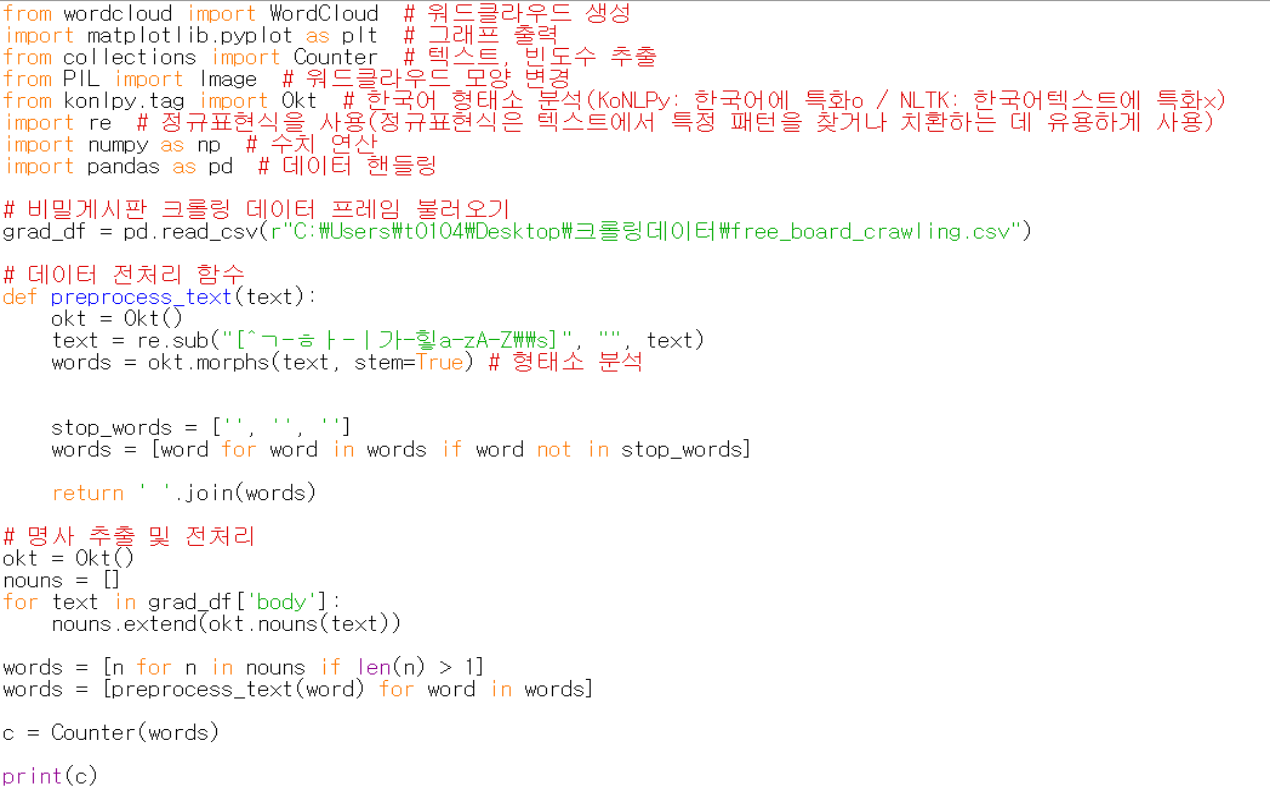 from wordcloud import WordCloud  # 워드클라우드 생성
import matplotlib.pyplot as plt  # 그래프 출력
from collections import Counter  # 텍스트, 빈도수 추출
from PIL import Image  # 워드클라우드 모양 변경
from konlpy.tag import Okt  # 한국어 형태소 분석(KoNLPy: 한국어에 특화o / NLTK: 한국어텍스트에 특화x)
import re  # 정규표현식을 사용(정규표현식은 텍스트에서 특정 패턴을 찾거나 치환하는 데 유용하게 사용)
import numpy as np  # 수치 연산
import pandas as pd  # 데이터 핸들링
# 비밀게시판 크롤링 데이터 프레임 불러오기
grad_df = pd.read_csv(r"C:₩Users₩t0104₩Desktop₩크롤링데이터₩free_board_crawling.csv")
# 데이터 전처리 함수
def preprocess_text(text):
    okt = Okt()
    text = re.sub("[^ㄱ-ㅎㅏ-ㅣ가-힣a-zA-Z₩₩s]", "", text)
    words = okt.morphs(text, stem=True) # 형태소 분석
    stop_words = ['', '', '']
    words = [word for word in words if word not in stop_words]
    return ' '.join(words)
# 명사 추출 및 전처리
okt = Okt()
nouns = []
for text in grad_df['body']:
    nouns.extend(okt.nouns(text))
words = [n for n in nouns if len(n) > 1]
words = [preprocess_text(word) for word in words]
c = Counter(words)
print(c)